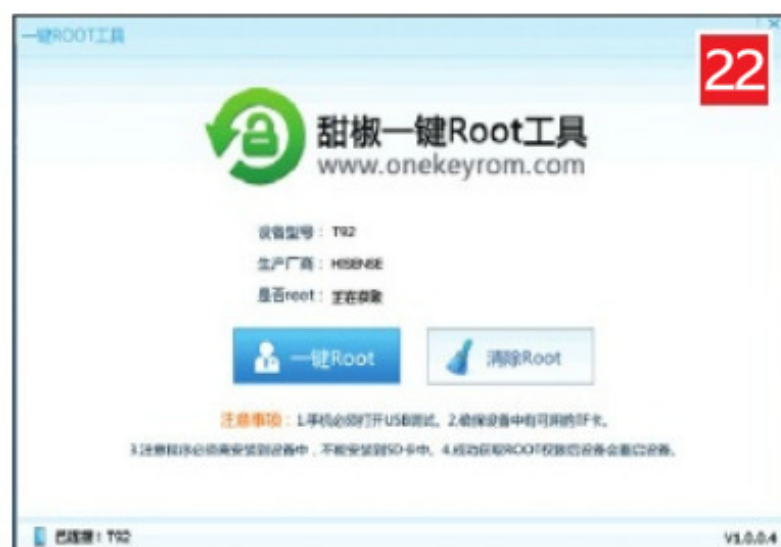 一键ROOT工具
22
甜椒一键Root工具
www.onekeyrom.com
设备型号：T92
生产厂商：HISENSE
是否root：正在获取
一键Root
清除Root
注意事项：1.手机必须打开USB调试。2.确保设备中有可用的TF卡。
3.注意程序必须要安装到设备中，不能安装到SD卡中。4.成功获取ROOT权限后设备会重启设备。
已连接：T92
V1.0.0.4